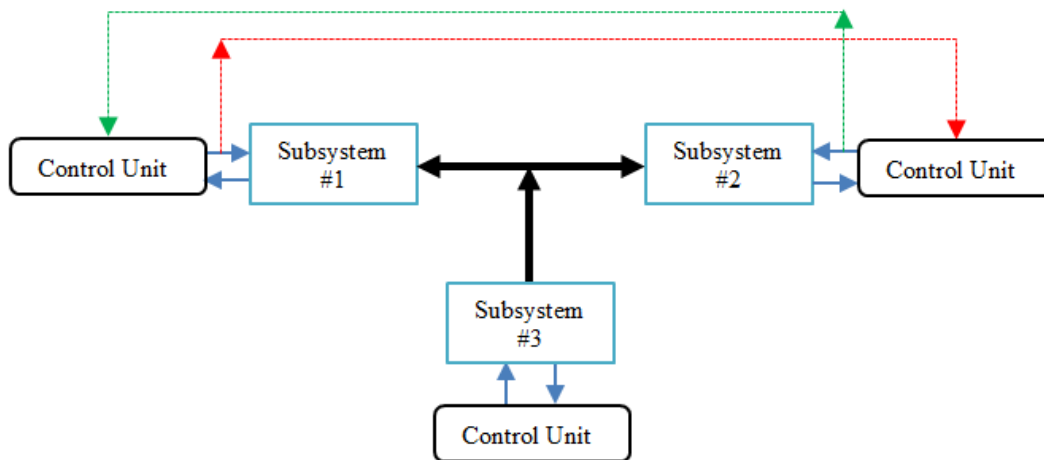 Control Unit
Subsystem
#1
Subsystem
#2
Control Unit
Subsystem
#3
Control Unit